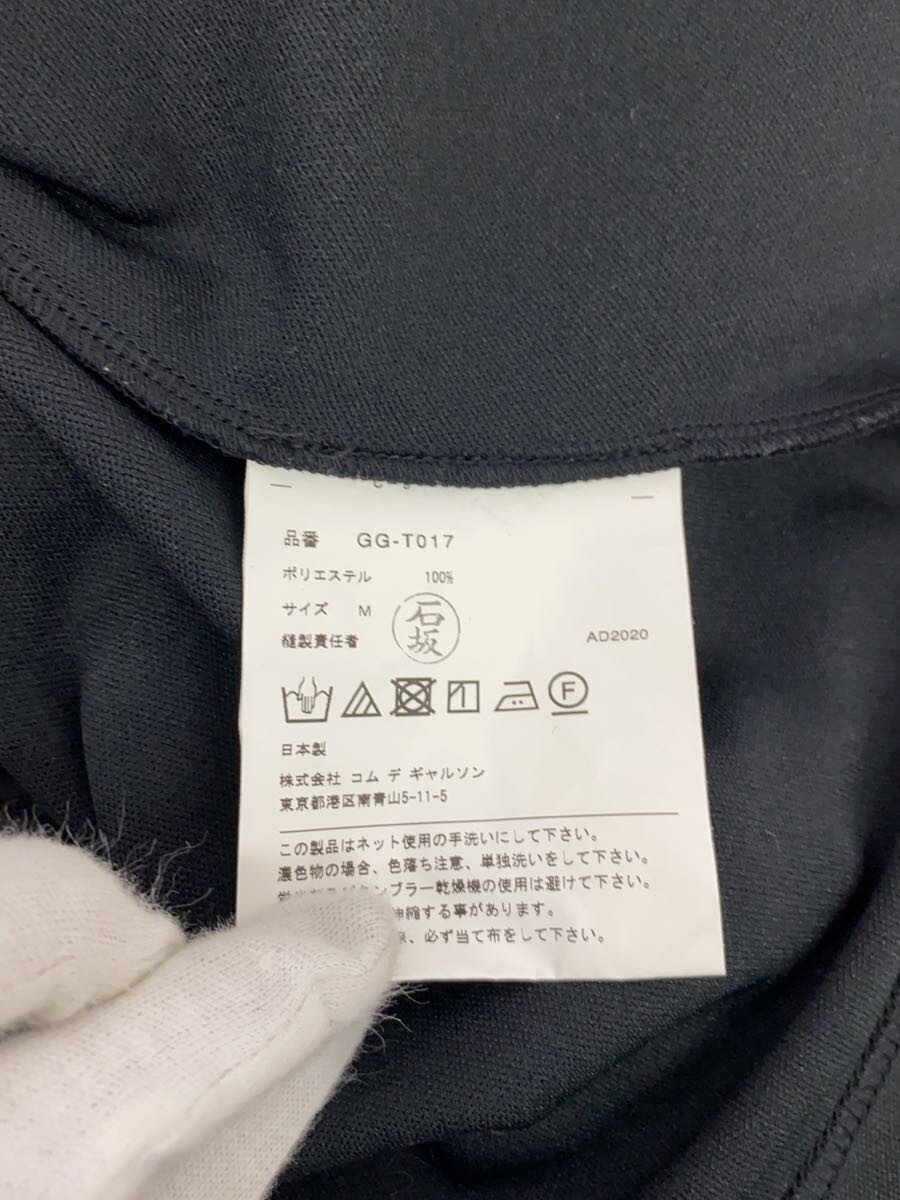 品番 GG-T017
ポリエステル 100%
サイズ M
石坂
縫製責任者
AD2020
F
日本製
株式会社 コム デ ギャルソン
東京都港区南青山5-11-5
この製品はネット使用の手洗いにして下さい。
濃色物の場合、色落ち注意、単独洗いをして下さい。
タンブラー乾燥機の使用は避けて下さい。
伸縮する事があります。
、必ず当て布をして下さい。